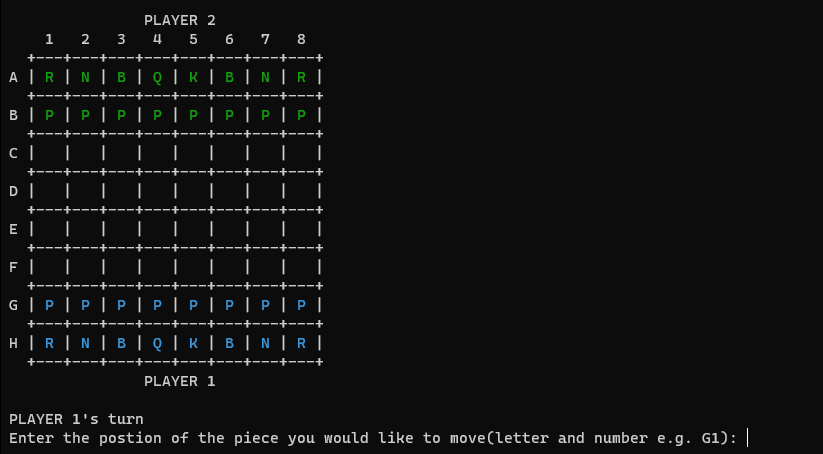 PLAYER 2
1 2 3 4 5 6 7 8
+---+---+---+---+---+---+---+---+
A | R | N | B | Q | K | B | N | R |
+---+---+---+---+---+---+---+---+
B | P | P | P | P | P | P | P | P |
+---+---+---+---+---+---+---+---+
C |   |   |   |   |   |   |   |   |
+---+---+---+---+---+---+---+---+
D |   |   |   |   |   |   |   |   |
+---+---+---+---+---+---+---+---+
E |   |   |   |   |   |   |   |   |
+---+---+---+---+---+---+---+---+
F |   |   |   |   |   |   |   |   |
+---+---+---+---+---+---+---+---+
G | P | P | P | P | P | P | P | P |
+---+---+---+---+---+---+---+---+
H | R | N | B | Q | K | B | N | R |
+---+---+---+---+---+---+---+---+
PLAYER 1
PLAYER 1's turn
Enter the postion of the piece you would like to move(letter and number e.g. G1):